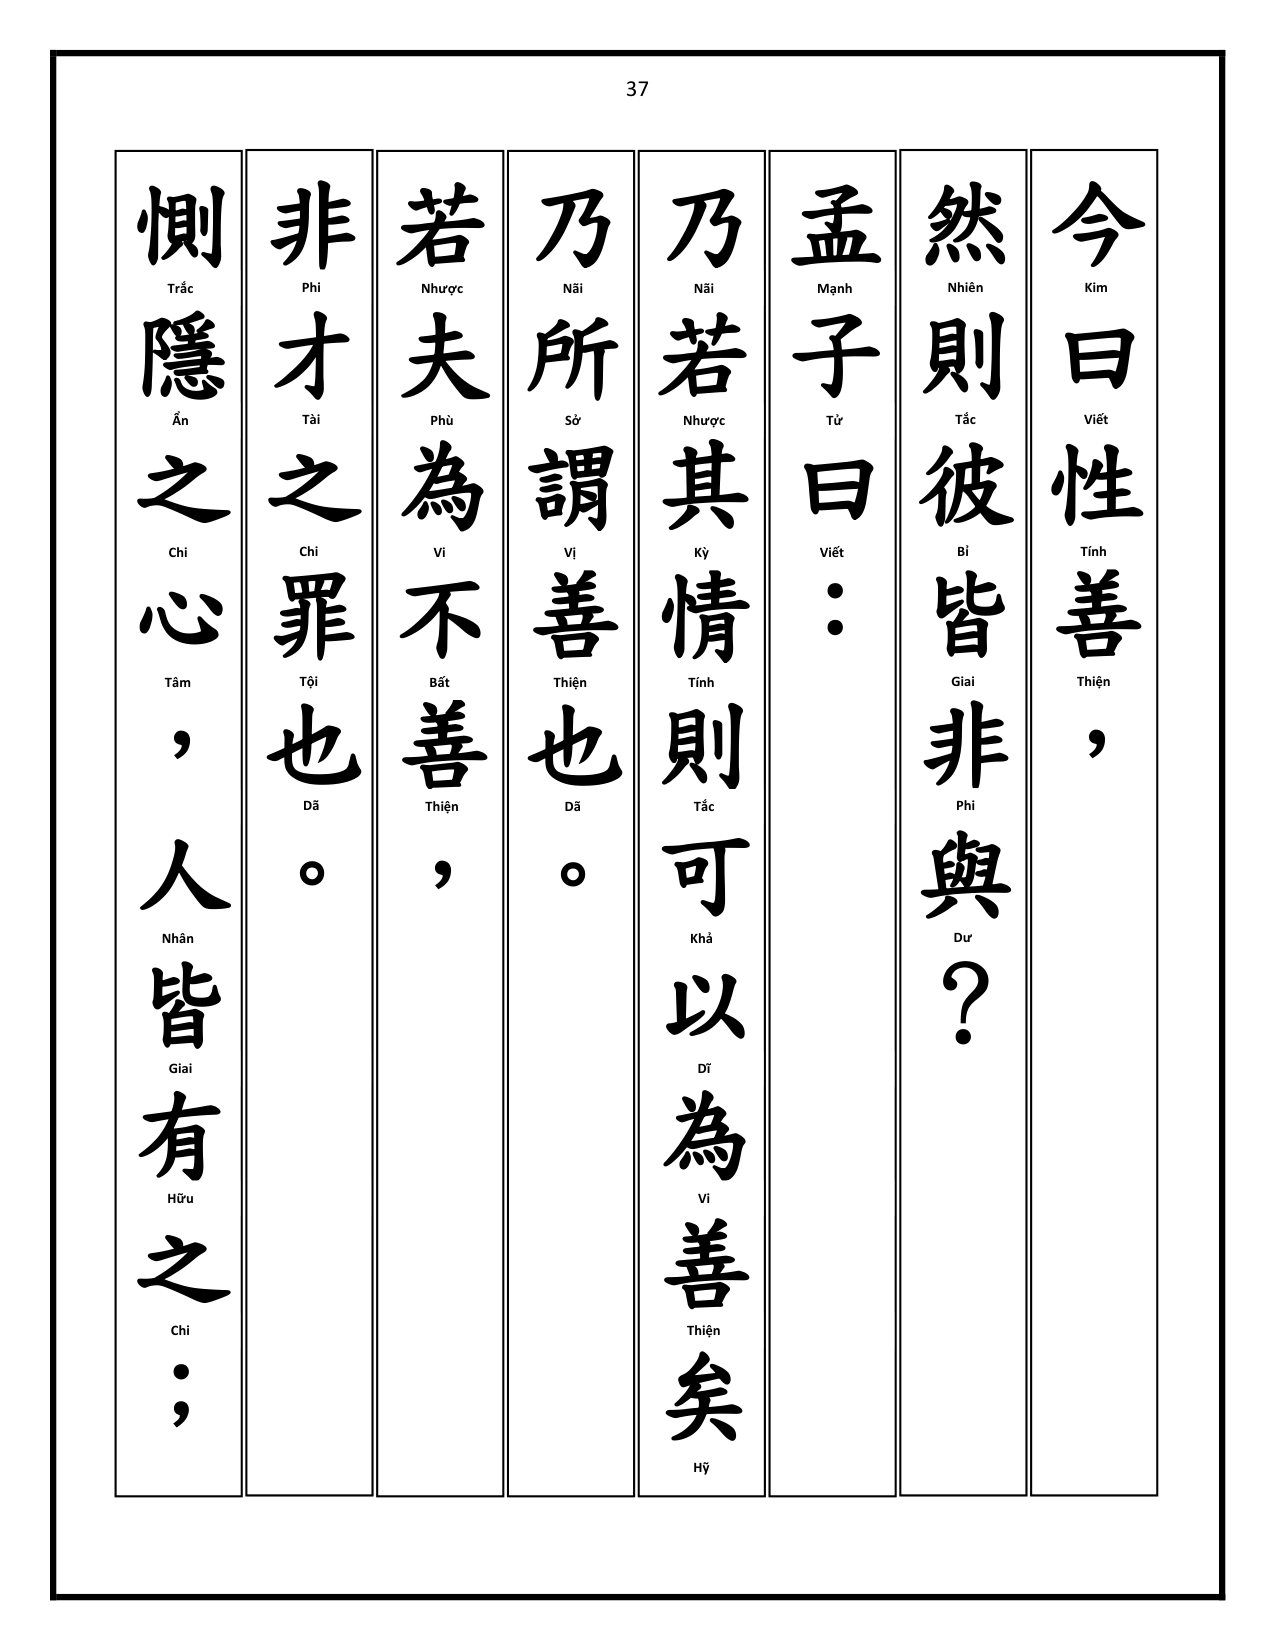 37
今曰性善，
Kim Viết Tính Thiện
然則彼皆非與？
Nhiên Tắc Bỉ Giai Phi Dư
孟子曰：
Mạnh Tử Viết
乃若其情則可以為善矣
Nãi Nhược Kỳ Tính Tắc Khả Dĩ Vi Thiện Hỹ
乃所謂善也。
Nãi Sở Vị Thiện Dã
若夫為不善，
Nhược Phù Vi Bất Thiện
非才之罪也。
Phi Tài Chi Tội Dã
惻隱之心，人皆有之；
Trắc Ẩn Chi Tâm Nhân Giai Hữu Chi